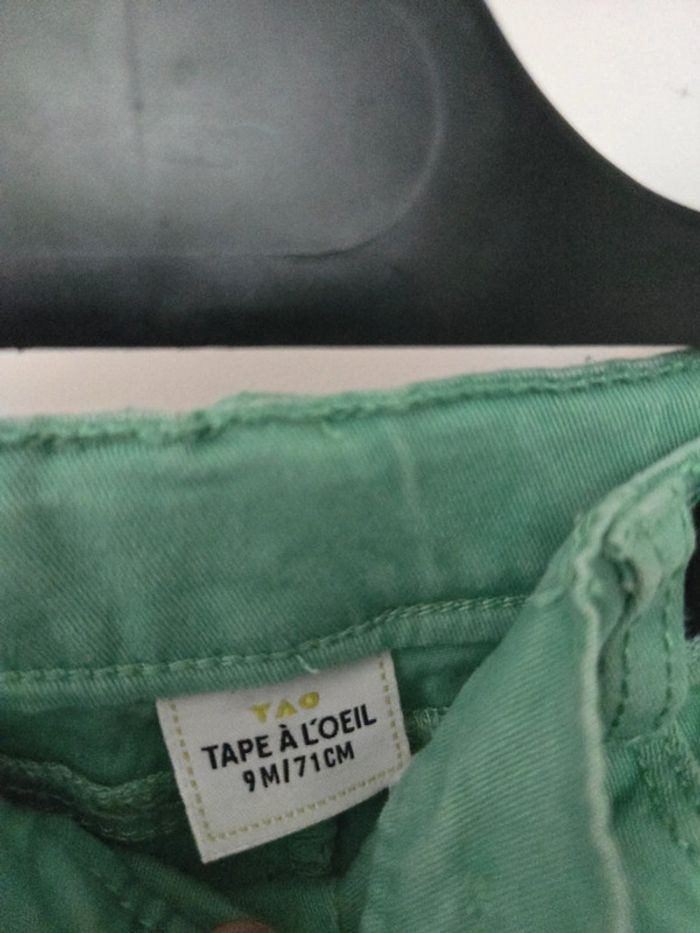 TAO
TAPE À L'OEIL
9M/71CM